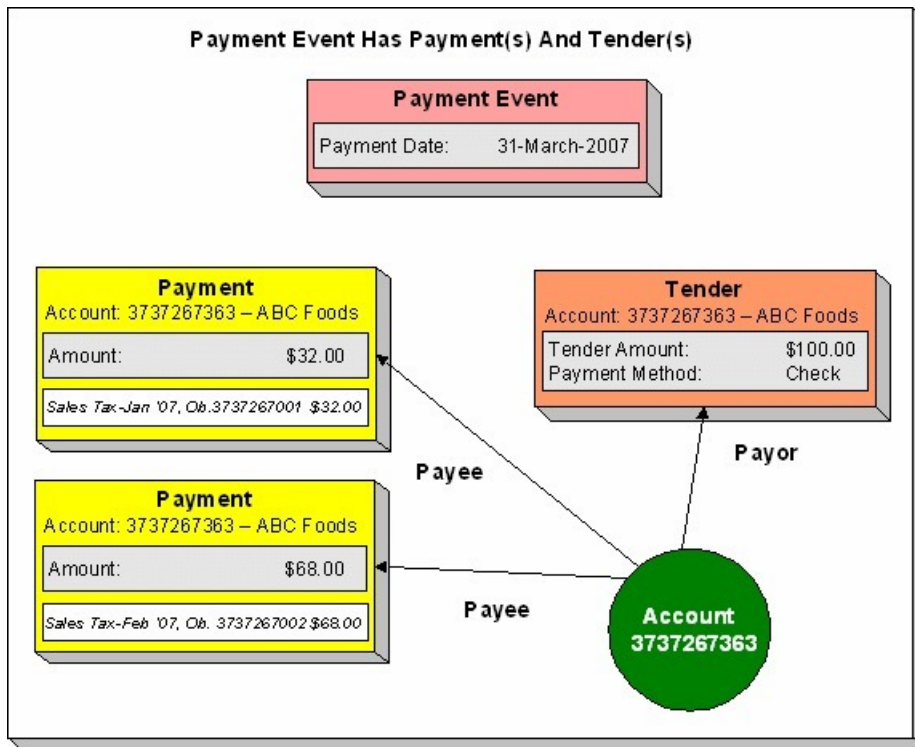 Payment Event Has Payment(s) And Tender(s)
Payment Event
Payment Date: 31-March-2007
Payment
Account: 3737267363 – ABC Foods
Amount: $32.00
Sales Tax-Jan '07, Ob.3737267001 $32.00
Tender
Account: 3737267363 – ABC Foods
Tender Amount: $100.00
Payment Method: Check
Payee
Payor
Payment
Account: 3737267363 – ABC Foods
Amount: $68.00
Sales Tax-Feb '07, Ob. 3737267002 $68.00
Payee
Account
3737267363